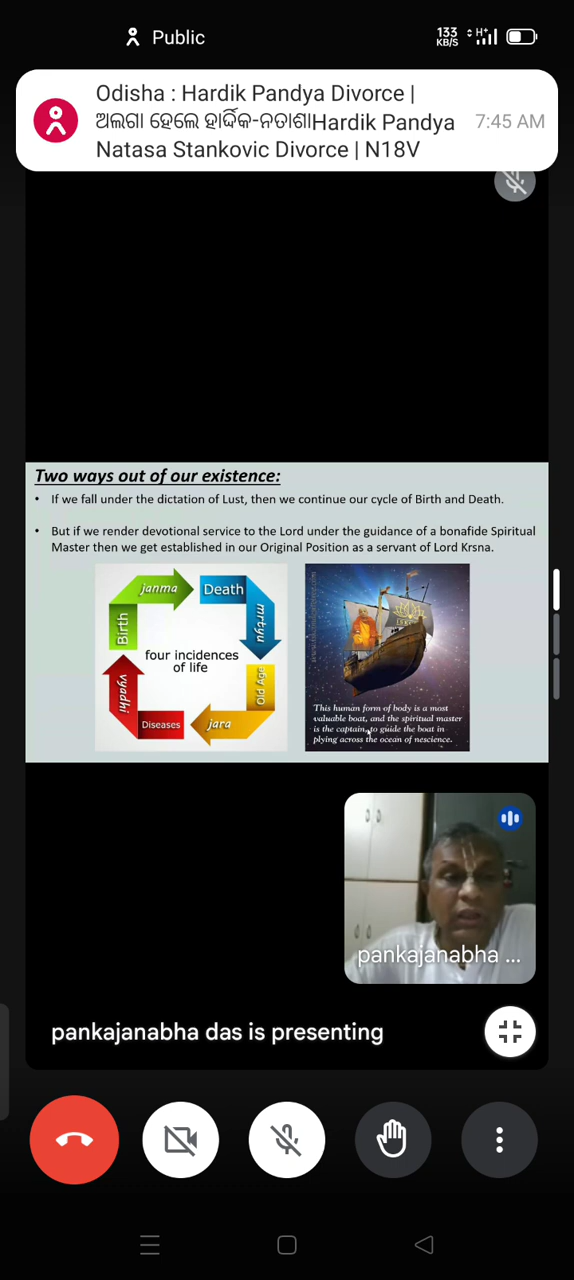 Public
133
KB/S
H+
Odisha : Hardik Pandya Divorce |
ଅଲଗା ହେଲେ ହାର୍ଦ୍ଦିକ-ନତାଶା|Hardik Pandya
7:45 AM
Natasa Stankovic Divorce | N18V
Two ways out of our existence:
• If we fall under the dictation of Lust, then we continue our cycle of Birth and Death.
• But if we render devotional service to the Lord under the guidance of a bonafide Spiritual
Master then we get established in our Original Position as a servant of Lord Krsna.
janma
Death
Birth
mrtyu
four incidences
of life
vyadhi
Old Age
Diseases
jara
This human form of body is a most
valuable boat, and the spiritual master
is the captain, to guide the boat in
plying across the ocean of nescience.
pankajanabha ...
pankajanabha das is presenting